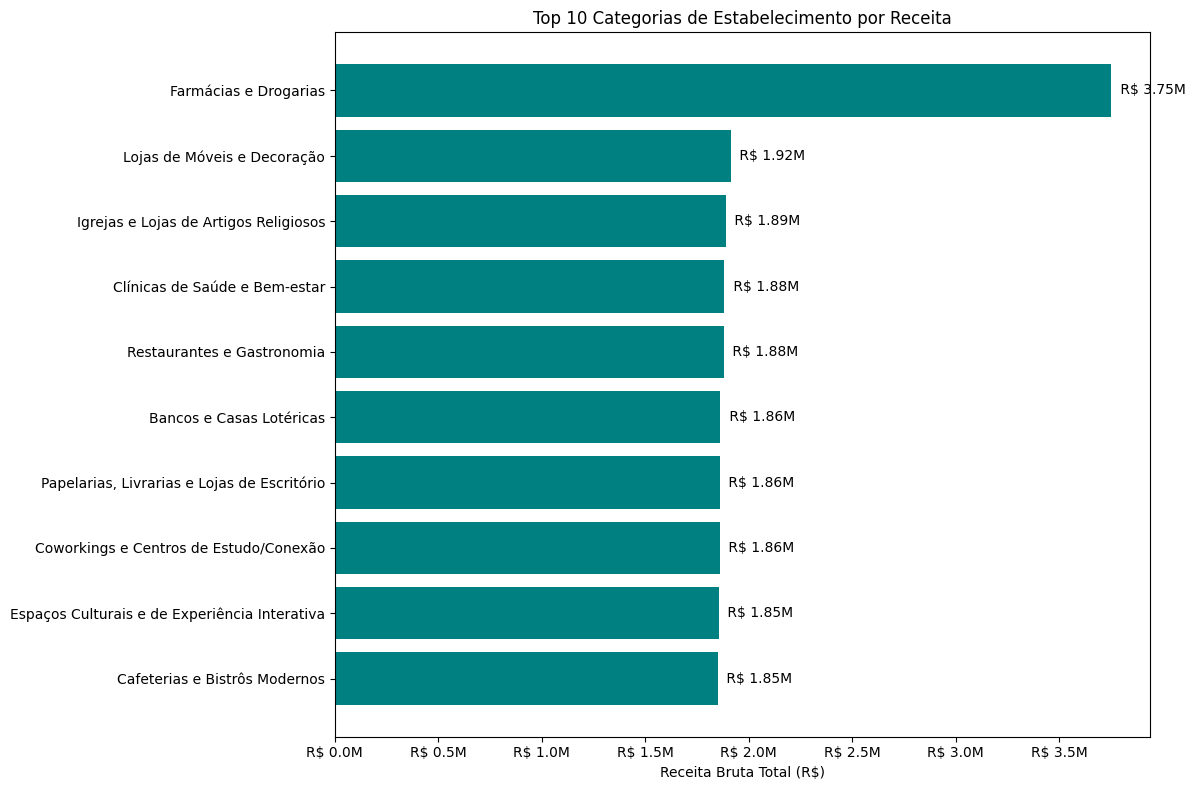 Top 10 Categorias de Estabelecimento por Receita
Farmácias e Drogarias R$ 3.75M
Lojas de Móveis e Decoração R$ 1.92M
Igrejas e Lojas de Artigos Religiosos R$ 1.89M
Clínicas de Saúde e Bem-estar R$ 1.88M
Restaurantes e Gastronomia R$ 1.88M
Bancos e Casas Lotéricas R$ 1.86M
Papelarias, Livrarias e Lojas de Escritório R$ 1.86M
Coworkings e Centros de Estudo/Conexão R$ 1.86M
Espaços Culturais e de Experiência Interativa R$ 1.85M
Cafeterias e Bistrôs Modernos R$ 1.85M
R$ 0.0M R$ 0.5M R$ 1.0M R$ 1.5M R$ 2.0M R$ 2.5M R$ 3.0M R$ 3.5M
Receita Bruta Total (R$)